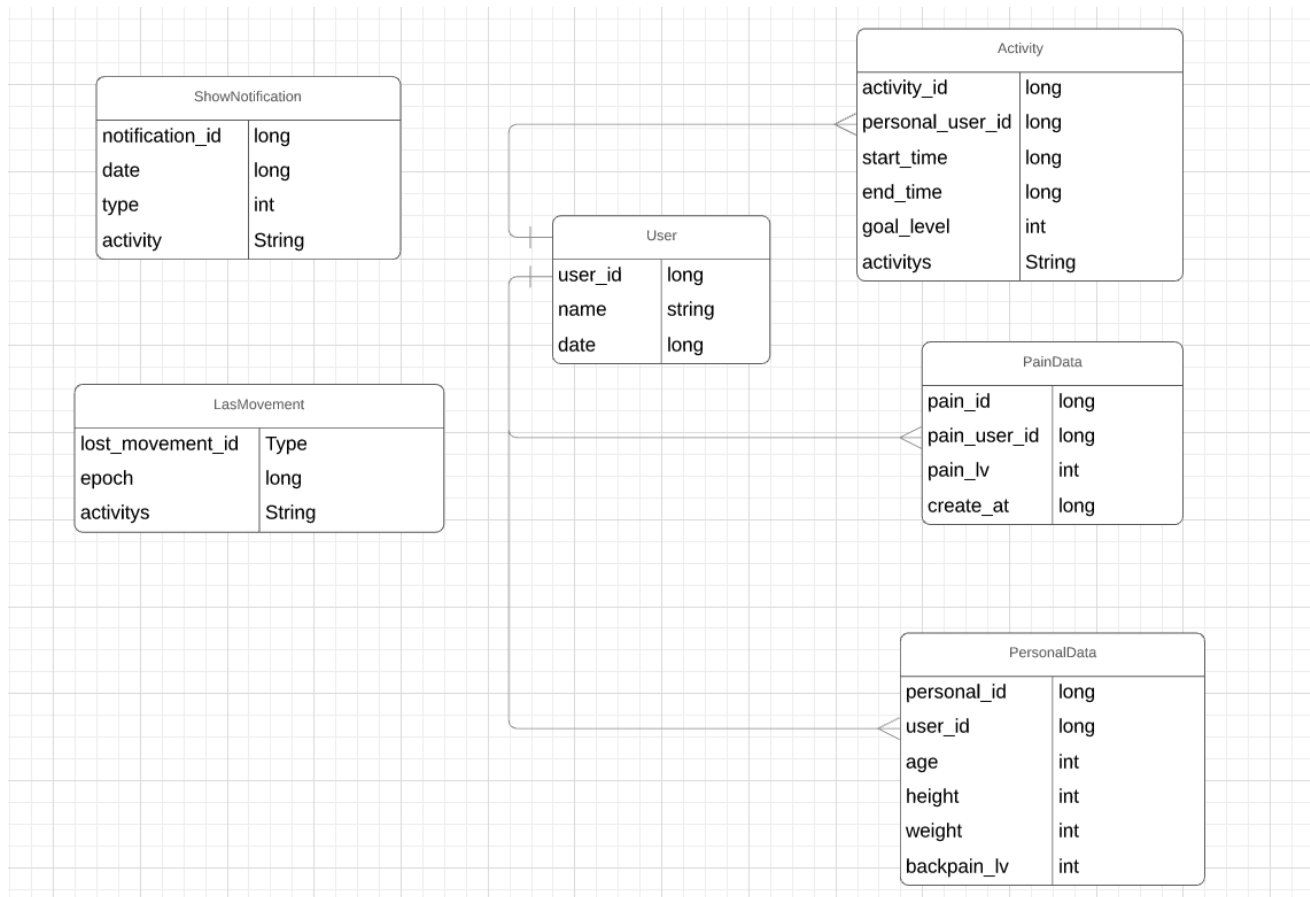 ShowNotification
notification_id long
date long
type int
activity String
LasMovement
lost_movement_id Type
epoch long
activitys String
User
user_id long
name string
date long
Activity
activity_id long
personal_user_id long
start_time long
end_time long
goal_level int
activitys String
PainData
pain_id long
pain_user_id long
pain_lv int
create_at long
PersonalData
personal_id long
user_id long
age int
height int
weight int
backpain_lv int